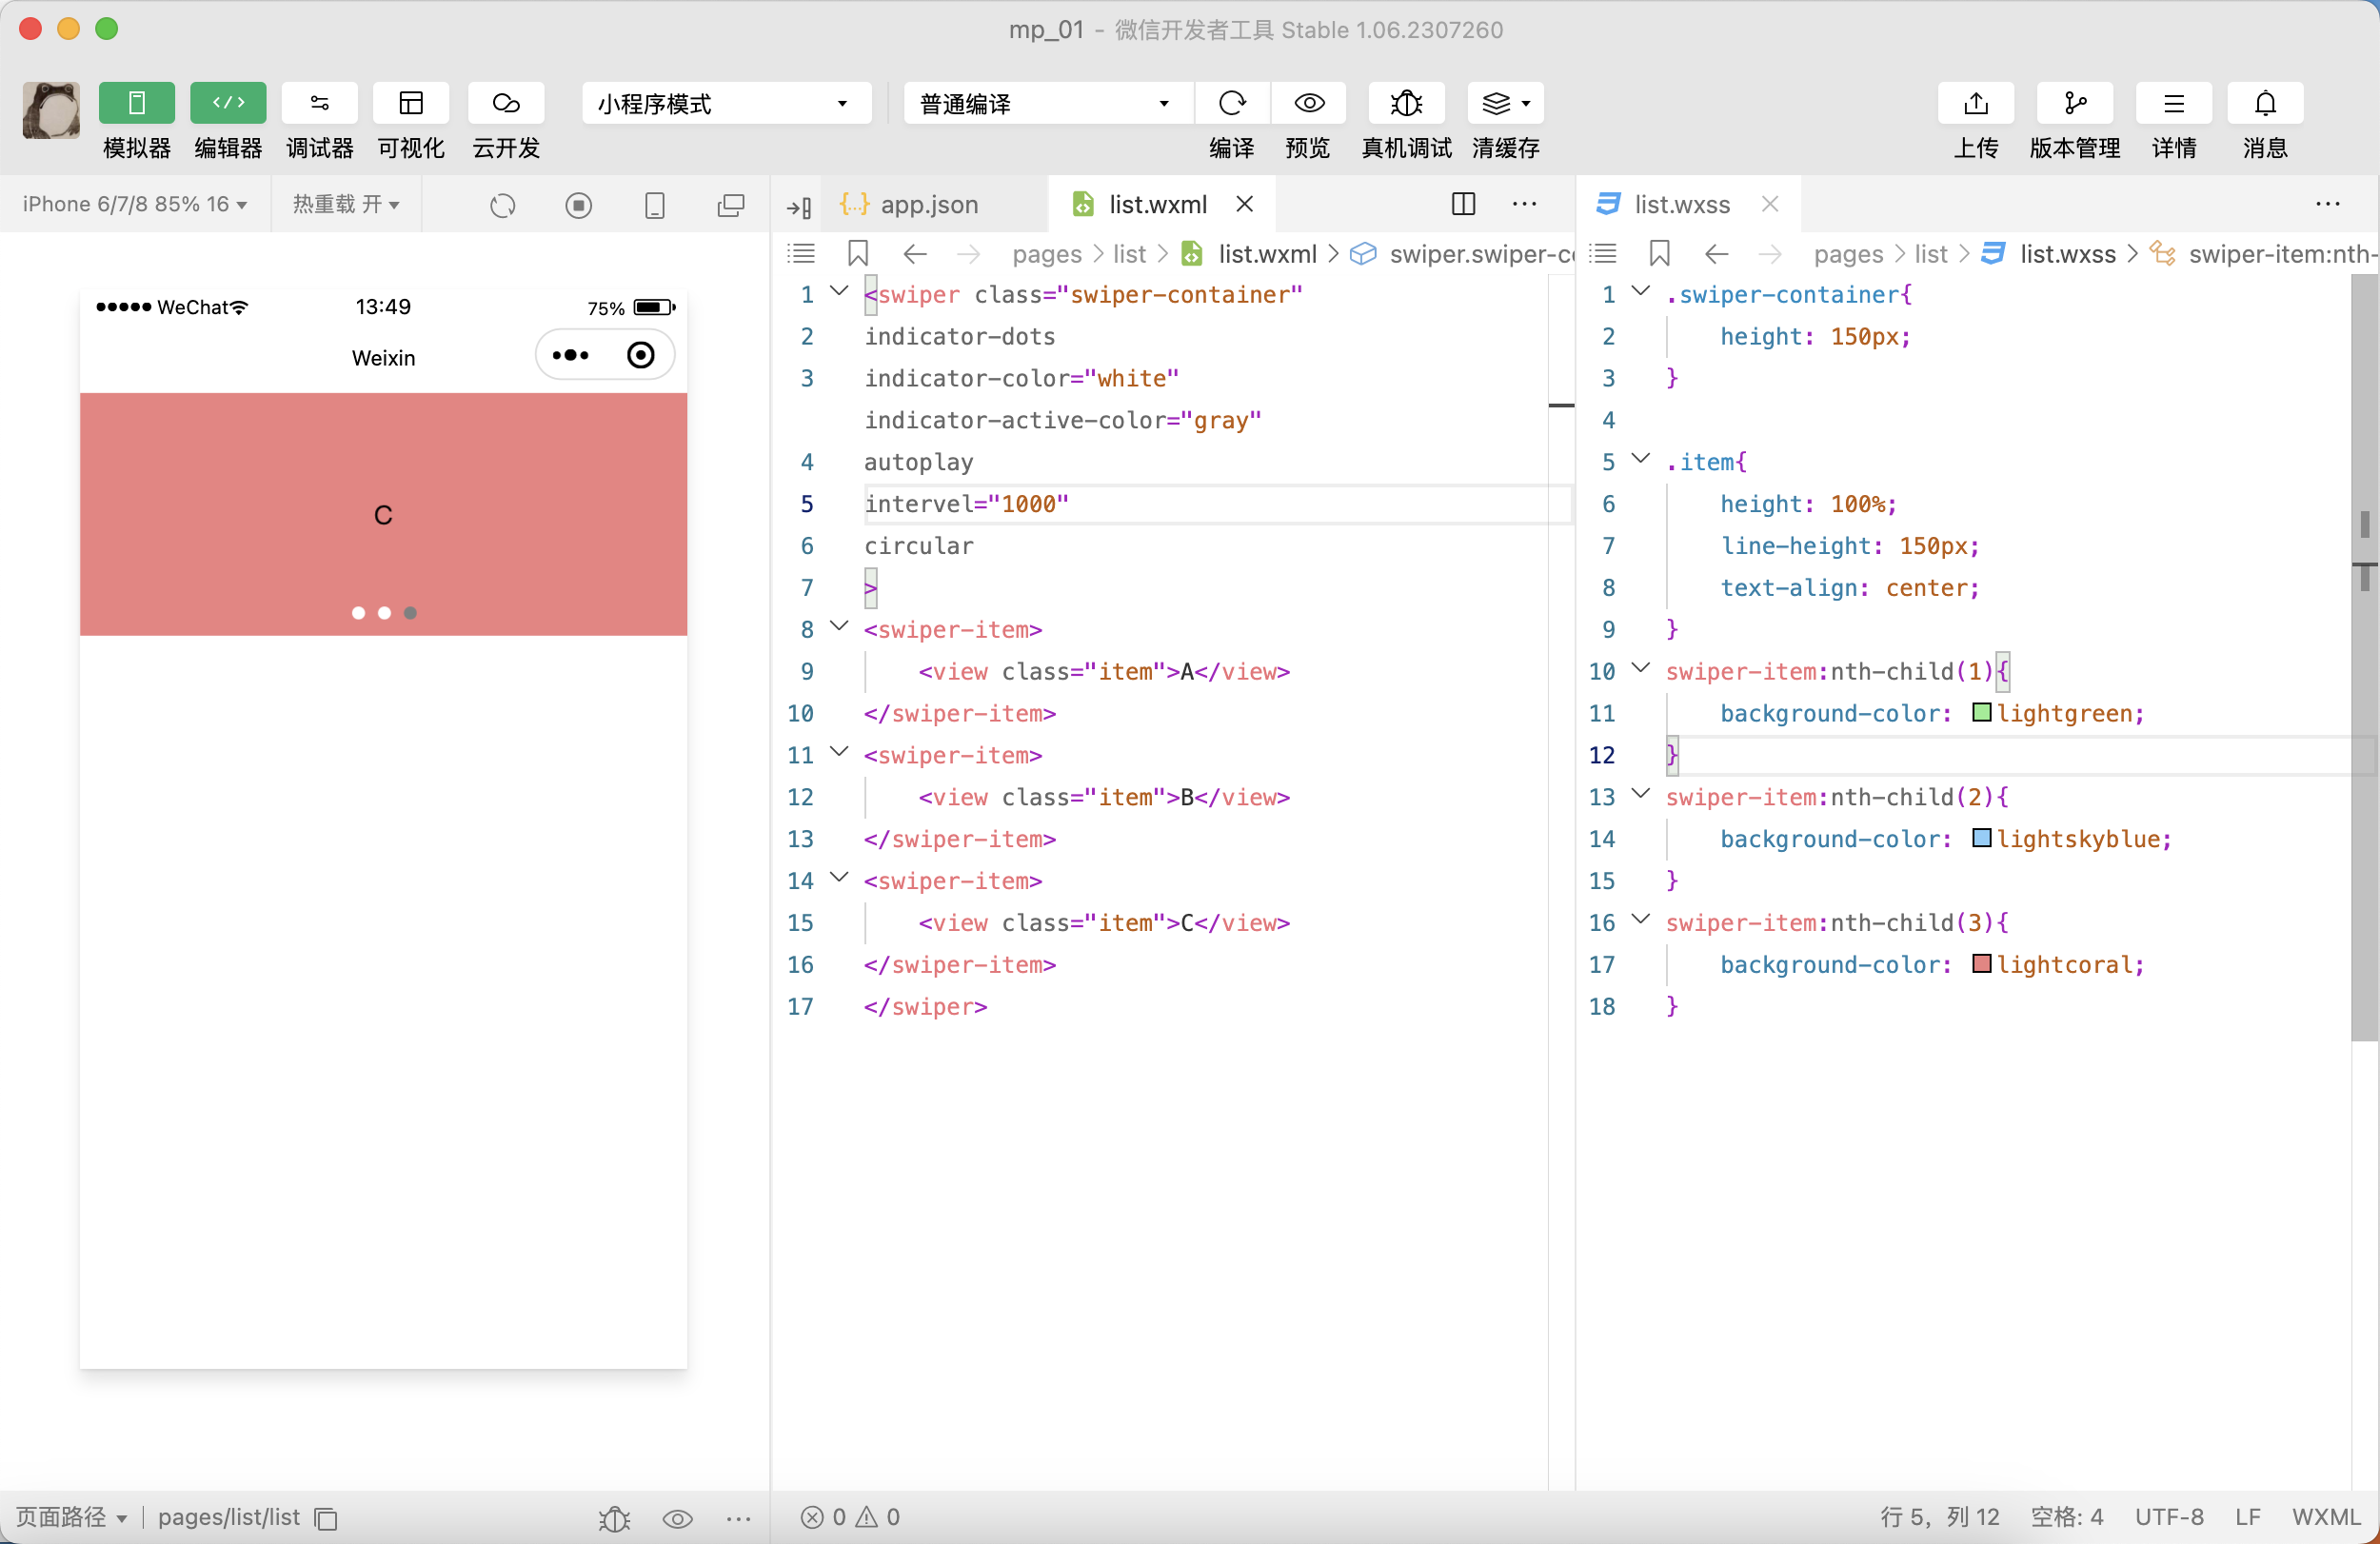 mp_01 - 微信开发者工具 Stable 1.06.2307260
小程序模式
普通编译
模拟器 编辑器 调试器 可视化 云开发 编译 预览 真机调试 清缓存 上传 版本管理 详情 消息
iPhone 6/7/8 85% 16
热重载 开
WeChat
13:49
75%
Weixin
C
app.json
list.wxml
pages > list > list.wxml > swiper.swiper-co
1 <swiper class="swiper-container"
2 indicator-dots
3 indicator-color="white"
indicator-active-color="gray"
4 autoplay
5 intervel="1000"
6 circular
7 >
8 <swiper-item>
9 <view class="item">A</view>
10 </swiper-item>
11 <swiper-item>
12 <view class="item">B</view>
13 </swiper-item>
14 <swiper-item>
15 <view class="item">C</view>
16 </swiper-item>
17 </swiper>
list.wxss
pages > list > list.wxss > swiper-item:nth-
1 .swiper-container{
2 height: 150px;
3 }
4
5 .item{
6 height: 100%;
7 line-height: 150px;
8 text-align: center;
9 }
10 swiper-item:nth-child(1){
11 background-color: lightgreen;
12 }
13 swiper-item:nth-child(2){
14 background-color: lightskyblue;
15 }
16 swiper-item:nth-child(3){
17 background-color: lightcoral;
18 }
页面路径 pages/list/list
0 0
行 5，列 12 空格: 4 UTF-8 LF WXML